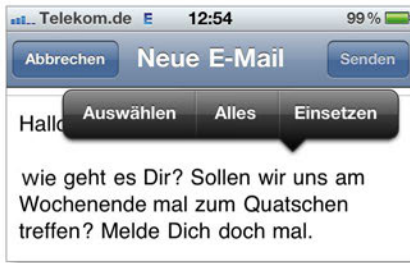 Telekom.de E 12:54 99 %
Abbrechen Neue E-Mail Senden
Auswählen Alles Einsetzen
Hallo
wie geht es Dir? Sollen wir uns am
Wochenende mal zum Quatschen
treffen? Melde Dich doch mal.